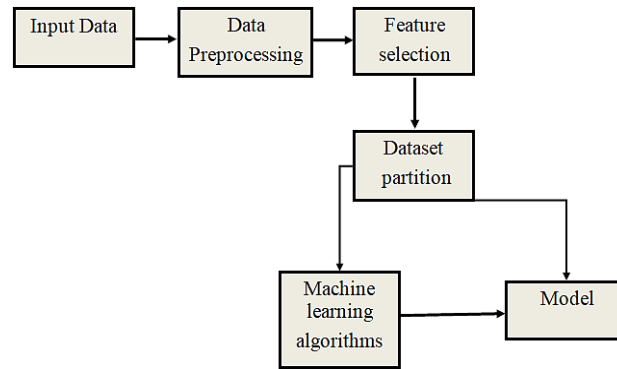 Input Data
Data
Preprocessing
Feature
selection
Dataset
partition
Machine
learning
algorithms
Model